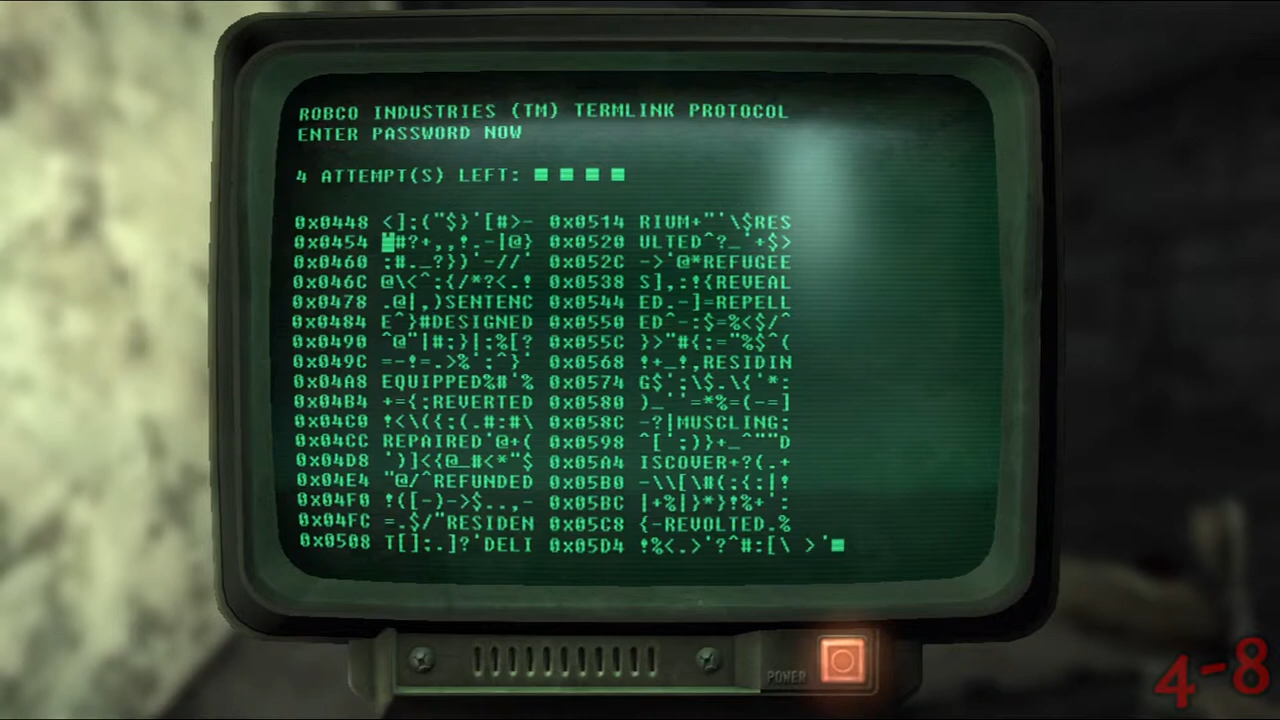 ROBCO INDUSTRIES (TM) TERMLINK PROTOCOL
ENTER PASSWORD NOW
4 ATTEMPT(S) LEFT: ■ ■ ■ ■
0x0448 <];("$}'[#>- 0x0514 RIUM+"'\$RES
0x0454 #?+,,!.-|@} 0x0520 ULTED^?_'+$>
0x0460 ;#._?})'-//' 0x052C ->'@*REFUGEE
0x046C @\<^:{/*?<.! 0x0538 S],:!{REVEAL
0x0478 .@|,)SENTENC 0x0544 ED.-]=REPELL
0x0484 E^}#DESIGNED 0x0550 ED^-:$=%<$/^
0x0490 ^@"|#:}|:%[? 0x055C }>"#{:="%$^(
0x049C =-!=.>%':^}' 0x0568 !+_!,RESIDIN
0x04A8 EQUIPPED%#'% 0x0574 G$':\$.\{'*:
0x04B4 +={;REVERTED 0x0580 )_''=*%=(-=]
0x04C0 !<\({;(.#:#\ 0x058C -?|MUSCLING:
0x04CC REPAIRED'@+( 0x0598 ^[';)}+_^""D
0x04D8 ')]<{@_#<*"$ 0x05A4 ISCOVER+?(.+
0x04E4 "@/^REFUNDED 0x05B0 -\\[\#(:{:|!
0x04F0 !([-)->$..,- 0x05BC |+%|}*}!%+':
0x04FC =.$/"RESIDEN 0x05C8 {-REVOLTED.%
0x0508 T[];.]?'DELI 0x05D4 !%<.>'?^#:[\ >'■
POWER
4-8